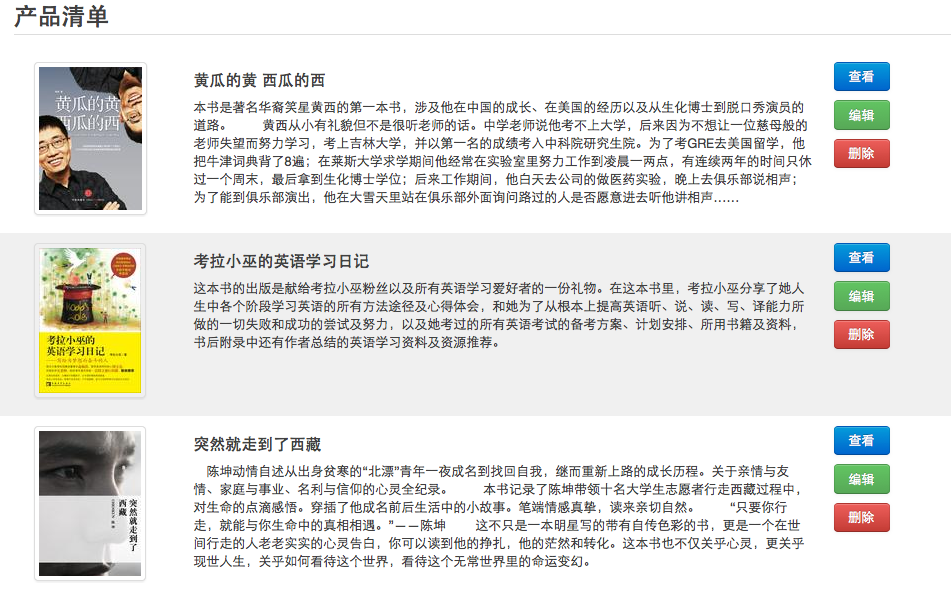 产品清单
黄瓜的黄
西瓜的西
黄瓜的黄 西瓜的西
本书是著名华裔笑星黄西的第一本书，涉及他在中国的成长、在美国的经历以及从生化博士到脱口秀演员的
道路。　　黄西从小有礼貌但不是很听老师的话。中学老师说他考不上大学，后来因为不想让一位慈母般的
老师失望而努力学习，考上吉林大学，并以第一名的成绩考入中科院研究生院。为了考GRE去美国留学，他
把牛津词典背了8遍；在莱斯大学求学期间他经常在实验室里努力工作到凌晨一两点，有连续两年的时间只休
过一个周末，最后拿到生化博士学位；后来工作期间，他白天去公司的做医药实验，晚上去俱乐部说相声；
为了能到俱乐部演出，他在大雪天里站在俱乐部外面询问路过的人是否愿意进去听他讲相声……
查看
编辑
删除
考拉小巫的
英语学习日记
考拉小巫的英语学习日记
这本书的出版是献给考拉小巫粉丝以及所有英语学习爱好者的一份礼物。在这本书里，考拉小巫分享了她人
生中各个阶段学习英语的所有方法途径及心得体会，和她为了从根本上提高英语听、说、读、写、译能力所
做的一切失败和成功的尝试及努力，以及她考过的所有英语考试的备考方案、计划安排、所用书籍及资料，
书后附录中还有作者总结的英语学习资料及资源推荐。
查看
编辑
删除
突然就走到了
西藏
突然就走到了西藏
陈坤动情自述从出身贫寒的“北漂”青年一夜成名到找回自我，继而重新上路的成长历程。关于亲情与友
情、家庭与事业、名利与信仰的心灵全纪录。　　本书记录了陈坤带领十名大学生志愿者行走西藏过程中，
对生命的点滴感悟。穿插了他成名前后生活中的小故事。笔端情感真挚，读来亲切自然。　　“只要你行
走，就能与你生命中的真相相遇。”——陈坤　　这不只是一本明星写的带有自传色彩的书，更是一个在世
间行走的人老老实实的心灵告白，你可以读到他的挣扎，他的茫然和转化。这本书也不仅关乎心灵，更关乎
现世人生，关乎如何看待这个世界，看待这个无常世界里的命运变幻。
查看
编辑
删除